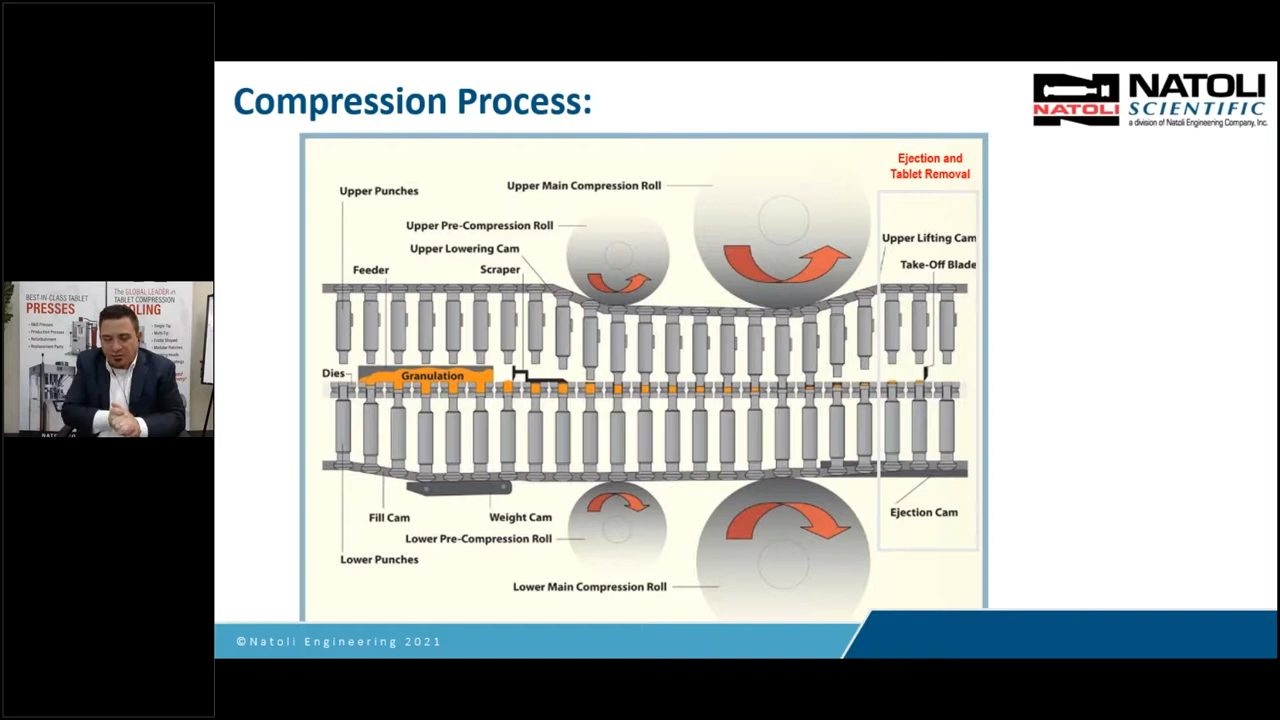 Compression Process:
NATOLI
NATOLI
SCIENTIFIC
a division of Natoli Engineering Company, Inc.
Ejection and
Tablet Removal
Upper Punches
Upper Main Compression Roll
Upper Pre-Compression Roll
Upper Lowering Cam
Upper Lifting Cam
Feeder
Scraper
Take-Off Blade
Dies
Granulation
Fill Cam
Weight Cam
Ejection Cam
Lower Pre-Compression Roll
Lower Punches
Lower Main Compression Roll
©Natoli Engineering 2021
BEST-IN-CLASS TABLET
PRESSES
The GLOBAL LEADER in
TABLET COMPRESSION